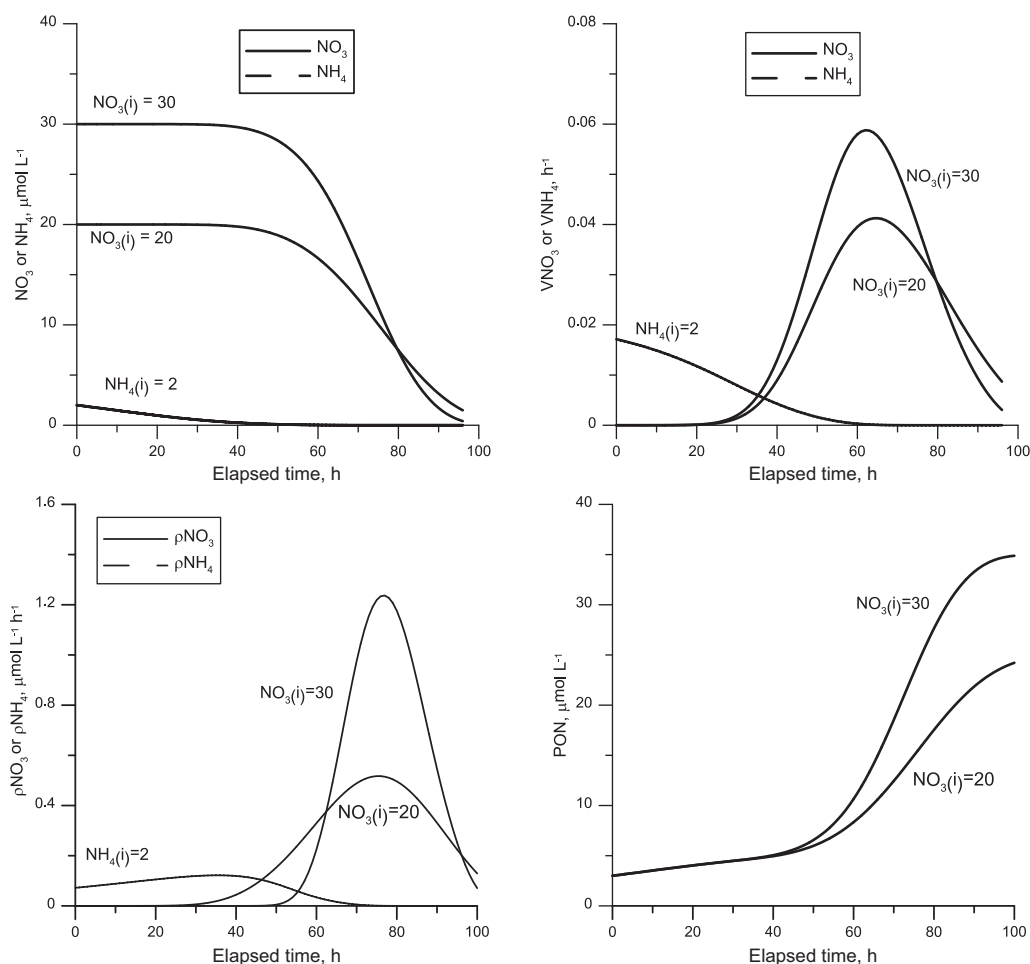 40
30
20
10
0
NO₃ or NH₄, μmol L⁻¹
NO₃
NH₄
NO₃(i) = 30
NO₃(i) = 20
NH₄(i) = 2
0 20 40 60 80 100
Elapsed time, h
0.08
0.06
0.04
0.02
0
VNO₃ or VNH₄, h⁻¹
NO₃
NH₄
NO₃(i)=30
NO₃(i)=20
NH₄(i)=2
0 20 40 60 80 100
Elapsed time, h
1.6
1.2
0.8
0.4
0
ρNO₃ or ρNH₄, μmol L⁻¹ h⁻¹
ρNO₃
ρNH₄
NO₃(i)=30
NO₃(i)=20
NH₄(i)=2
0 20 40 60 80 100
Elapsed time, h
40
30
20
10
0
PON, μmol L⁻¹
NO₃(i)=30
NO₃(i)=20
0 20 40 60 80 100
Elapsed time, h